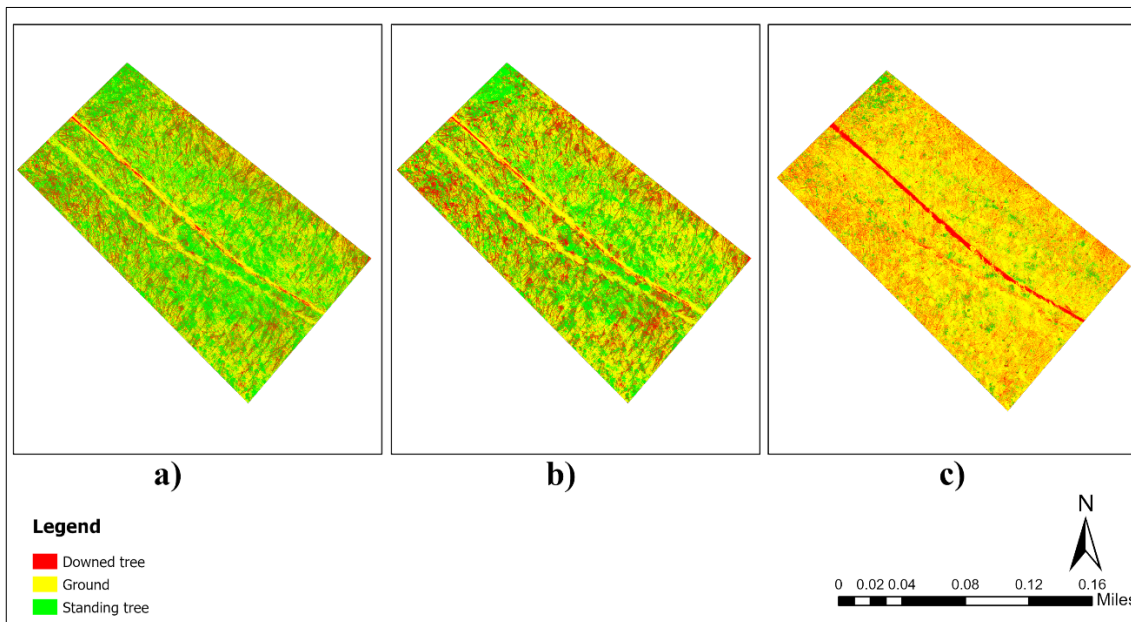 a)
b)
c)
Legend
Downed tree
Ground
Standing tree
N
0 0.02 0.04 0.08 0.12 0.16
Miles